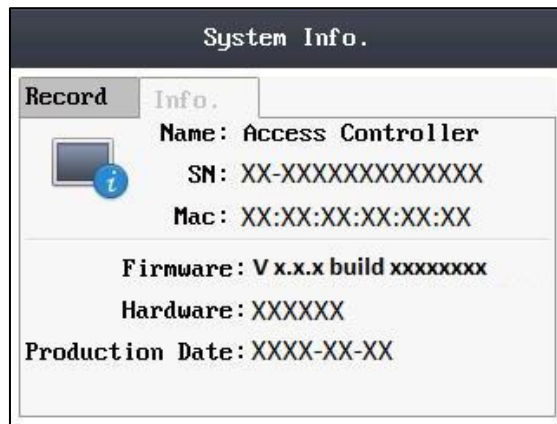 System Info.
Record Info.
Name: Access Controller
SN: XX-XXXXXXXXXXXXX
Mac: XX:XX:XX:XX:XX:XX
Firmware: V x.x.x build xxxxxxxx
Hardware: XXXXXX
Production Date: XXXX-XX-XX